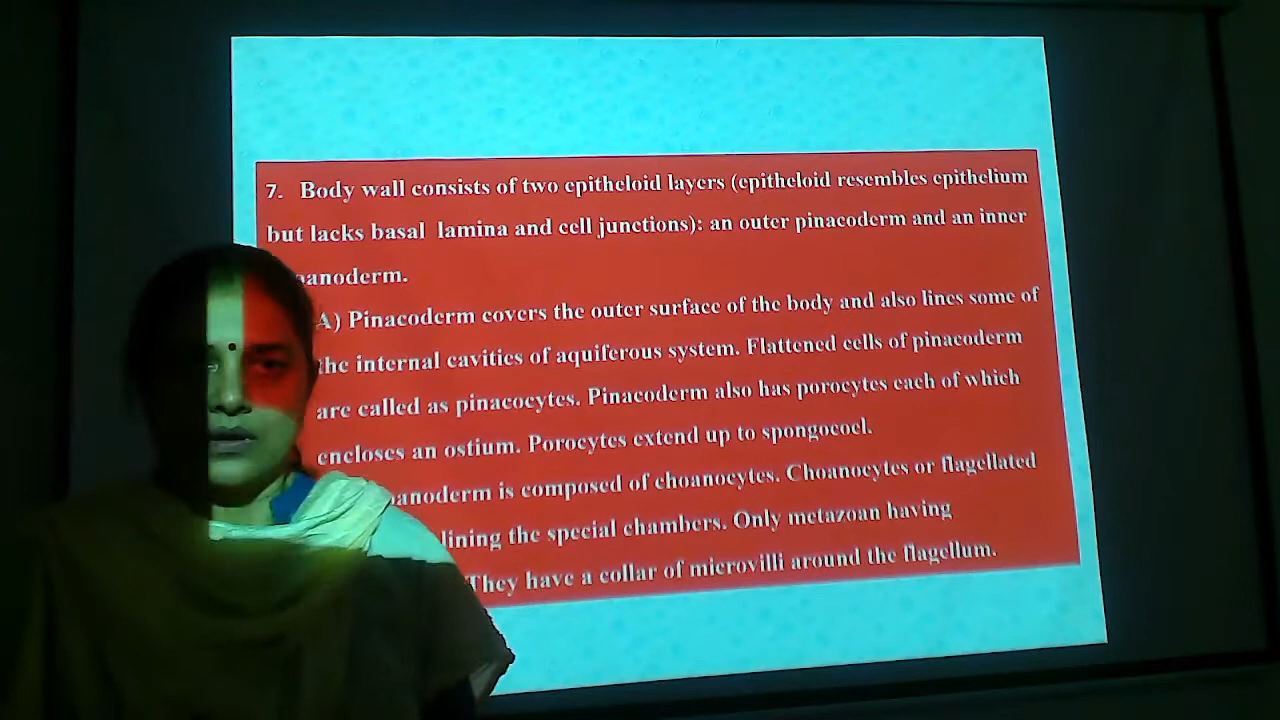 7. Body wall consists of two epitheloid layers (epitheloid resembles epithelium
but lacks basal lamina and cell junctions): an outer pinacoderm and an inner
anoderm.
A) Pinacoderm covers the outer surface of the body and also lines some of
the internal cavities of aquiferous system. Flattened cells of pinacoderm
are called as pinacocytes. Pinacoderm also has porocytes each of which
encloses an ostium. Porocytes extend up to spongocoel.
anoderm is composed of choanocytes. Choanocytes or flagellated
lining the special chambers. Only metazoan having
They have a collar of microvilli around the flagellum.